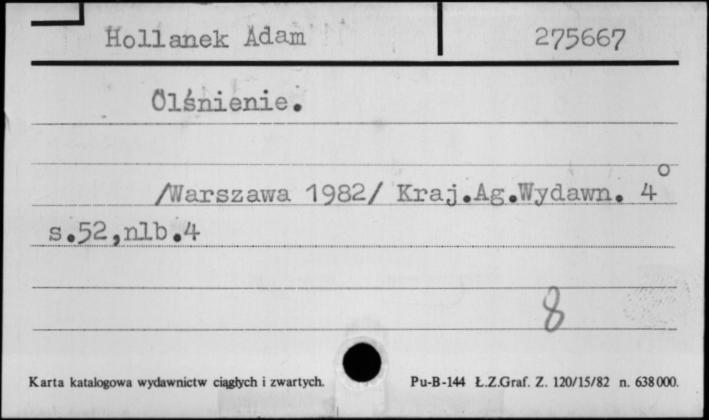 Hollanek Adam 275667
Olśnienie.
/Warszawa 1982/ Kraj.Ag.Wydawn. 4°
s.52,nlb.4
8
Karta katalogowa wydawnictw ciągłych i zwartych. Pu-B-144 Ł.Z.Graf. Z. 120/15/82 n. 638000.